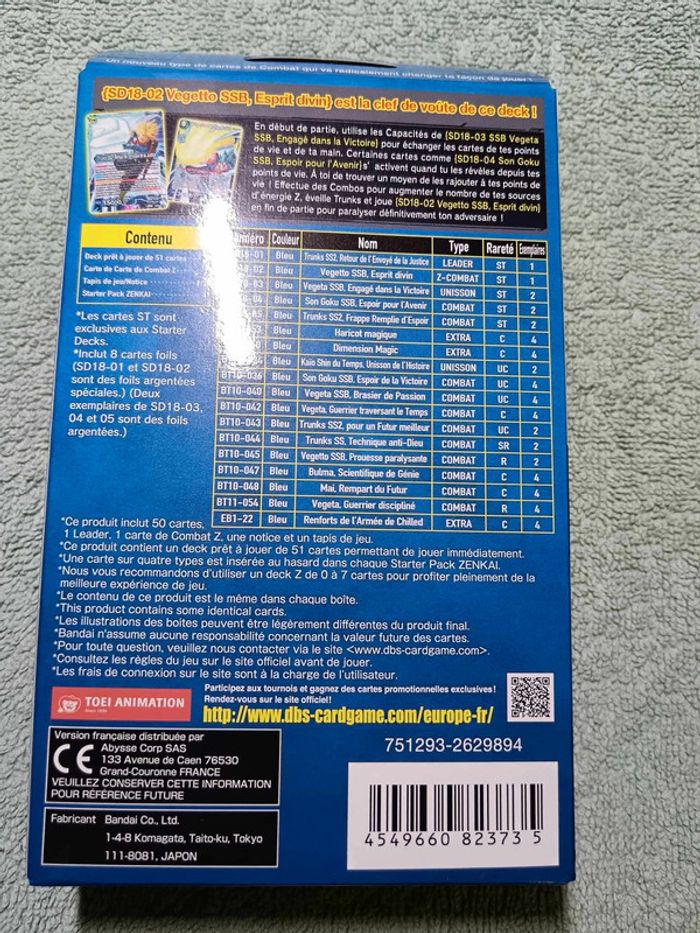 Un nouveau type de cartes de Combat qui va radicalement changer ta façon de jouer !
{SD18-02 Vegetto SSB, Esprit divin} est la clef de voûte de ce deck !
En début de partie, utilise les Capacités de {SD18-03 SSB Vegeta
SSB, Engagé dans la Victoire} pour échanger les cartes de tes points
de vie et de ta main. Certaines cartes comme {SD18-04 Son Goku
SSB, Espoir pour l'Avenir}s' activent quand tu les révèles depuis tes
points de vie. À toi de trouver un moyen de les rajouter à tes points de
vie ! Effectue des Combos pour augmenter le nombre de tes sources
d'énergie Z, éveille Trunks et joue {SD18-02 Vegetto SSB, Esprit divin}
en fin de partie pour paralyser définitivement ton adversaire !
Contenu
Deck prêt à jouer de 51 cartes
Carte de Carte de Combat Z
Tapis de jeu/Notice
Starter Pack ZENKAI
*Les cartes ST sont
exclusives aux Starter
Decks.
*Inclut 8 cartes foils
(SD18-01 et SD18-02
sont des foils argentées
spéciales.) (Deux
exemplaires de SD18-03,
04 et 05 sont des foils
argentées.)
Couleur Nom Type Rareté Exemplaires
Bleu Trunks SS2, Retour de l'Envoyé de la Justice LEADER ST 1
Bleu Vegetto SSB, Esprit divin Z-COMBAT ST 1
Bleu Vegeta SSB, Engagé dans la Victoire UNISSON ST 2
Bleu Son Goku SSB, Espoir pour l'Avenir COMBAT ST 2
Bleu Trunks SS2, Frappe Remplie d'Espoir COMBAT ST 2
Bleu Haricot magique EXTRA C 4
Bleu Dimension Magic EXTRA C 4
Bleu Kaïo Shin du Temps, Unisson de l'Histoire UNISSON UC 2
BT10-036 Bleu Son Goku SSB, Espoir de la Victoire COMBAT UC 4
BT10-040 Bleu Vegeta SSB, Brasier de Passion COMBAT UC 4
BT10-042 Bleu Vegeta, Guerrier traversant le Temps COMBAT C 4
BT10-043 Bleu Trunks SS2, pour un Futur meilleur COMBAT UC 2
BT10-044 Bleu Trunks SS, Technique anti-Dieu COMBAT SR 2
BT10-045 Bleu Vegetto SSB, Prouesse paralysante COMBAT R 2
BT10-047 Bleu Bulma, Scientifique de Génie COMBAT C 4
BT10-048 Bleu Mai, Rempart du Futur COMBAT C 4
BT11-054 Bleu Vegeta, Guerrier discipliné COMBAT R 4
EB1-22 Bleu Renforts de l'Armée de Chilled EXTRA C 4
*Ce produit inclut 50 cartes,
1 Leader, 1 carte de Combat Z, une notice et un tapis de jeu.
*Ce produit contient un deck prêt à jouer de 51 cartes permettant de jouer immédiatement.
*Une carte sur quatre types est insérée au hasard dans chaque Starter Pack ZENKAI.
*Nous vous recommandons d'utiliser un deck Z de 0 à 7 cartes pour profiter pleinement de la
meilleure expérience de jeu.
*Le contenu de ce produit est le même dans chaque boîte.
*This product contains some identical cards.
*Les illustrations des boites peuvent être légèrement différentes du produit final.
*Bandai n'assume aucune responsabilité concernant la valeur future des cartes.
*Pour toute question, veuillez nous contacter via le site <www.dbs-cardgame.com>
*Consultez les règles du jeu sur le site officiel avant de jouer.
*Les frais de connexion sur le site sont à la charge de l'utilisateur.
TOEI ANIMATION
Participez aux tournois et gagnez des cartes promotionnelles exclusives !
Rendez-vous sur le site officiel !
http://www.dbs-cardgame.com/europe-fr/
Version française distribuée par
Abysse Corp SAS
133 Avenue de Caen 76530
Grand-Couronne FRANCE
VEUILLEZ CONSERVER CETTE INFORMATION
POUR RÉFÉRENCE FUTURE
CE
751293-2629894
Fabricant Bandai Co., Ltd.
1-4-8 Komagata, Taito-ku, Tokyo
111-8081, JAPON
4549660 82373 5